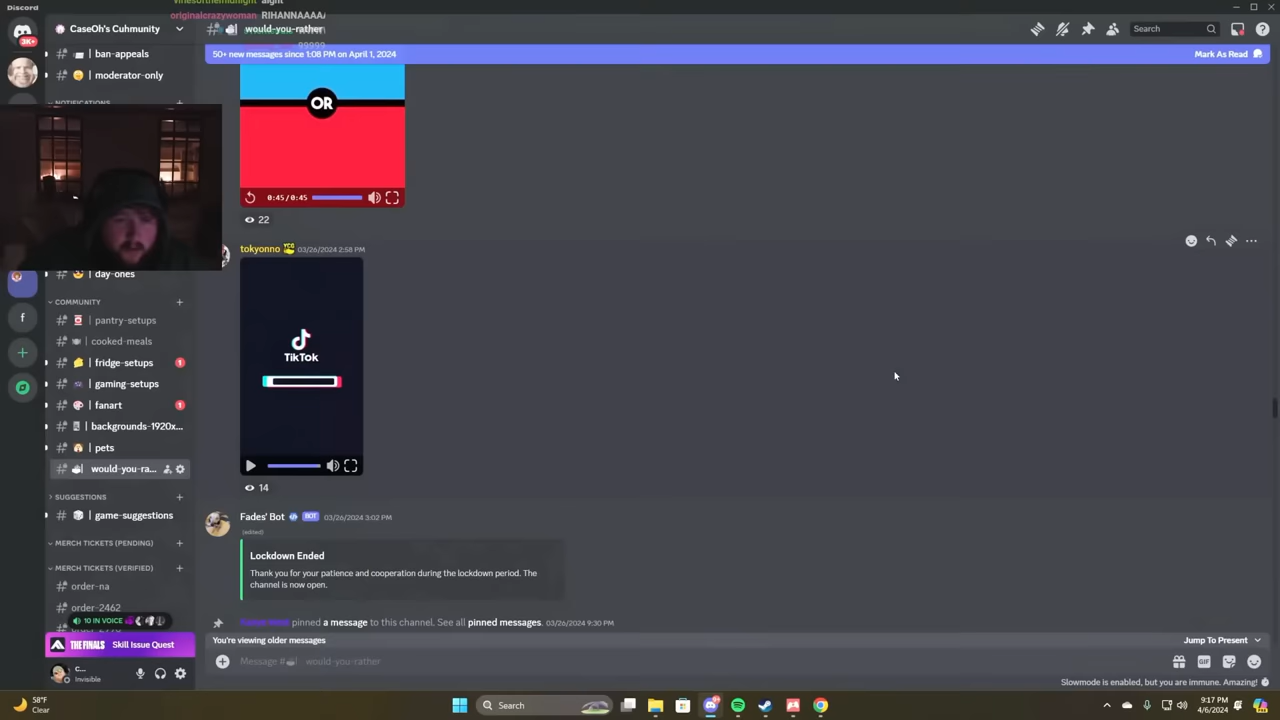 Discord
vinesofthemidnight aight
originalcrazywoman RIHANNAAAA
99999
3K+
CaseOh's Cuhmunity
would-you-rather
Search
50+ new messages since 1:08 PM on April 1, 2024
Mark As Read
ban-appeals
moderator-only
NOTIFICATIONS
OR
0:45/0:45
22
tokyonno 03/26/2024 2:58 PM
day-ones
COMMUNITY
pantry-setups
cooked-meals
fridge-setups 1
gaming-setups
fanart 1
backgrounds-1920x...
pets
would-you-ra...
TikTok
14
SUGGESTIONS
game-suggestions
Fades' Bot BOT 03/26/2024 3:02 PM
(edited)
MERCH TICKETS (PENDING)
Lockdown Ended
Thank you for your patience and cooperation during the lockdown period. The
channel is now open.
MERCH TICKETS (VERIFIED)
order-na
order-2462
10 IN VOICE
pinned a message to this channel. See all pinned messages. 03/26/2024 9:30 PM
You're viewing older messages
Jump To Present
THE FINALS Skill Issue Quest
Message # would-you-rather
GIF
C...
Invisible
Slowmode is enabled, but you are immune. Amazing!
58°F
Clear
Search
9:17 PM
4/6/2024